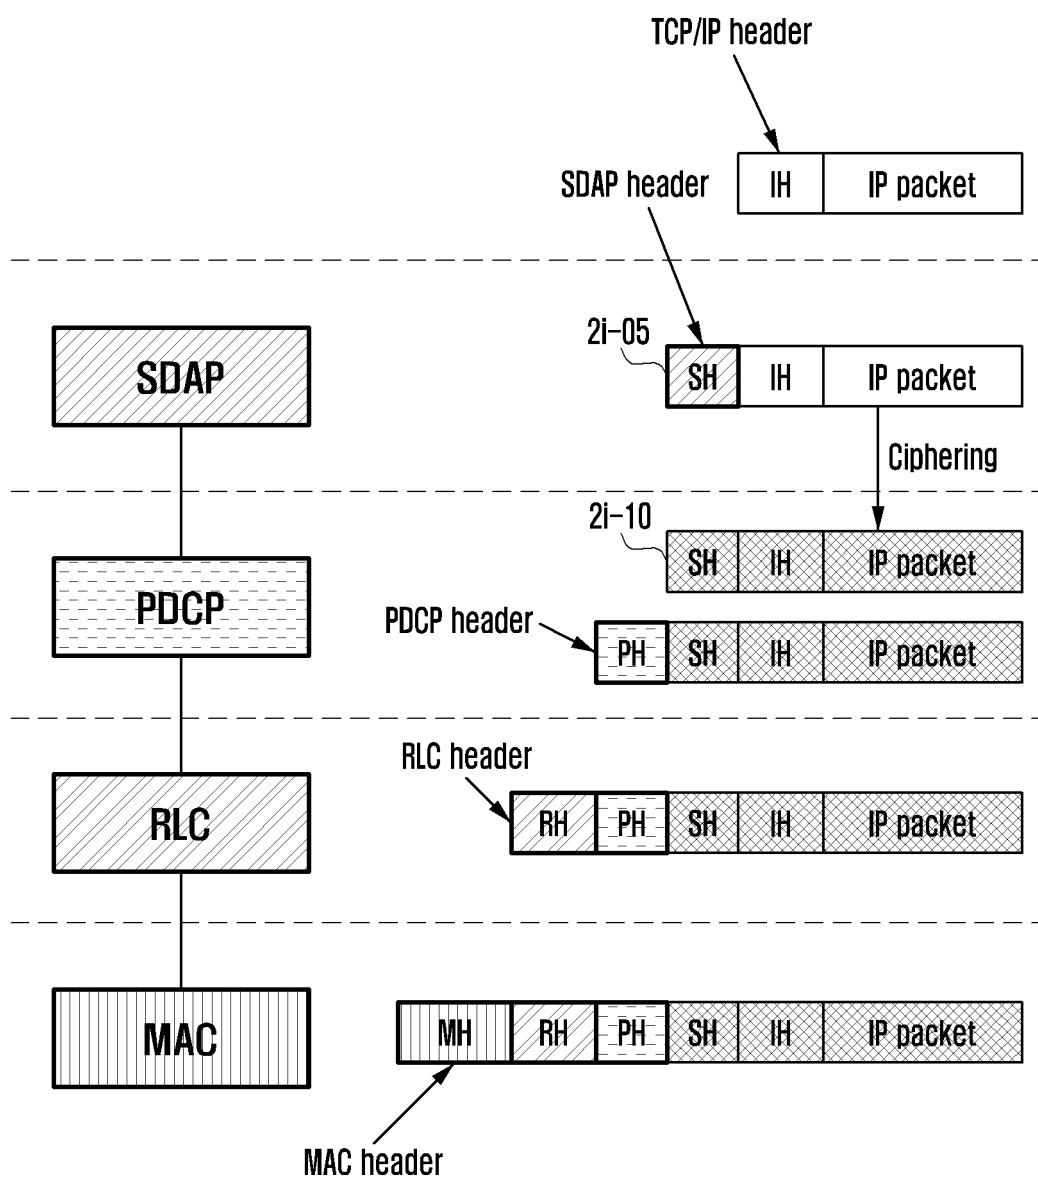 TCP/IP header
IH IP packet
SDAP header
2i-05
SDAP
SH IH IP packet
Ciphering
2i-10
SH IH IP packet
PDCP
PDCP header
PH SH IH IP packet
RLC header
RLC
RH PH SH IH IP packet
MAC
MH RH PH SH IH IP packet
MAC header